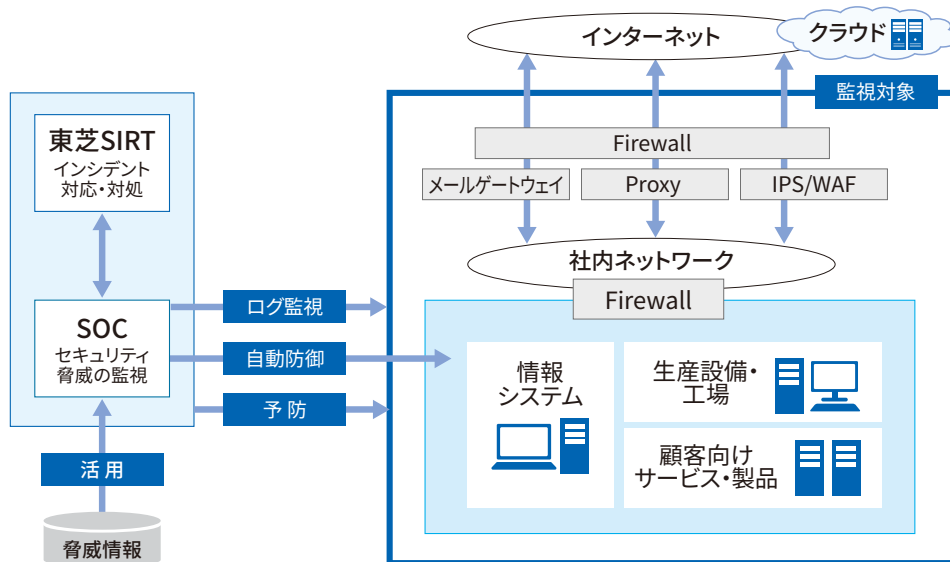 インターネット
クラウド
監視対象
東芝SIRT
インシデント
対応・対処
Firewall
メールゲートウェイ
Proxy
IPS/WAF
社内ネットワーク
Firewall
SOC
セキュリティ
脅威の監視
ログ監視
自動防御
予防
情報
システム
生産設備・
工場
顧客向け
サービス・製品
活用
脅威情報